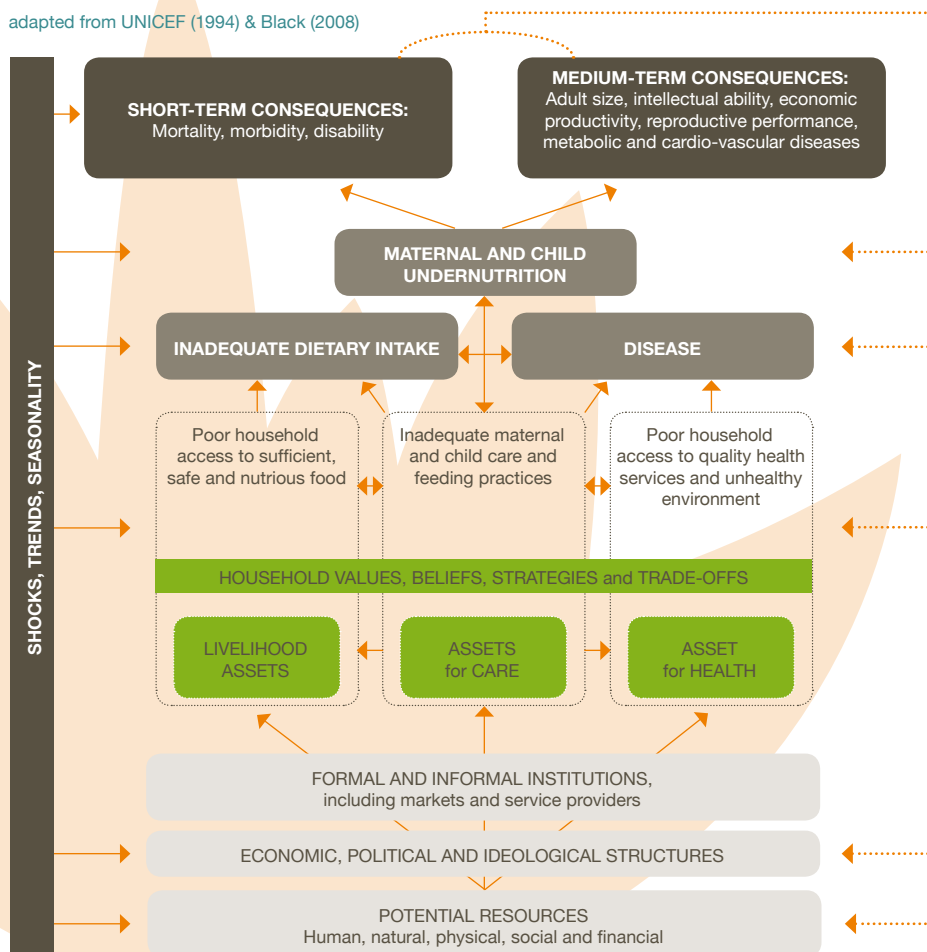 adapted from UNICEF (1994) & Black (2008)
SHOCKS, TRENDS, SEASONALITY
SHORT-TERM CONSEQUENCES:
Mortality, morbidity, disability
MEDIUM-TERM CONSEQUENCES:
Adult size, intellectual ability, economic
productivity, reproductive performance,
metabolic and cardio-vascular diseases
MATERNAL AND CHILD
UNDERNUTRITION
INADEQUATE DIETARY INTAKE
DISEASE
Poor household
access to sufficient,
safe and nutritious food
Inadequate maternal
and child care and
feeding practices
Poor household
access to quality health
services and unhealthy
environment
HOUSEHOLD VALUES, BELIEFS, STRATEGIES and TRADE-OFFS
LIVELIHOOD
ASSETS
ASSETS
for CARE
ASSET
for HEALTH
FORMAL AND INFORMAL INSTITUTIONS,
including markets and service providers
ECONOMIC, POLITICAL AND IDEOLOGICAL STRUCTURES
POTENTIAL RESOURCES
Human, natural, physical, social and financial